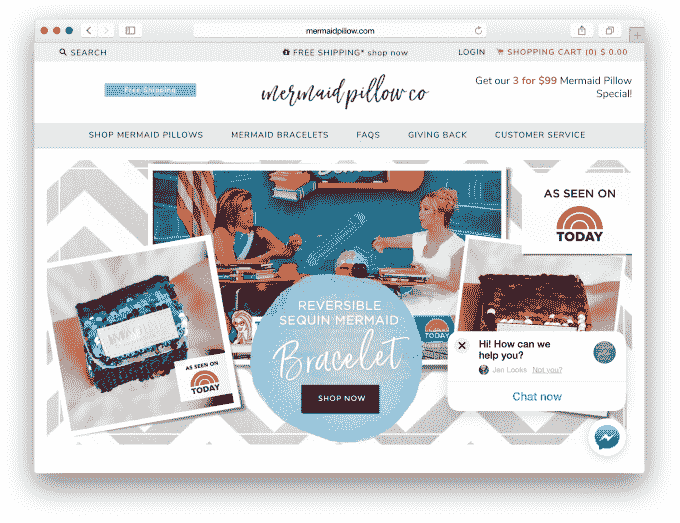 mermaidpillow.com
SEARCH
FREE SHIPPING* shop now
LOGIN
SHOPPING CART (0) $ 0.00
Free Shipping
mermaid pillow co
Get our 3 for $99 Mermaid Pillow
Special!
SHOP MERMAID PILLOWS
MERMAID BRACELETS
FAQS
GIVING BACK
CUSTOMER SERVICE
AS SEEN ON
TODAY
REVERSIBLE
SEQUIN MERMAID
Bracelet
SHOP NOW
AS SEEN ON
TODAY
TODAY
Hi! How can we
help you?
Jen Looks Not you?
Chat now